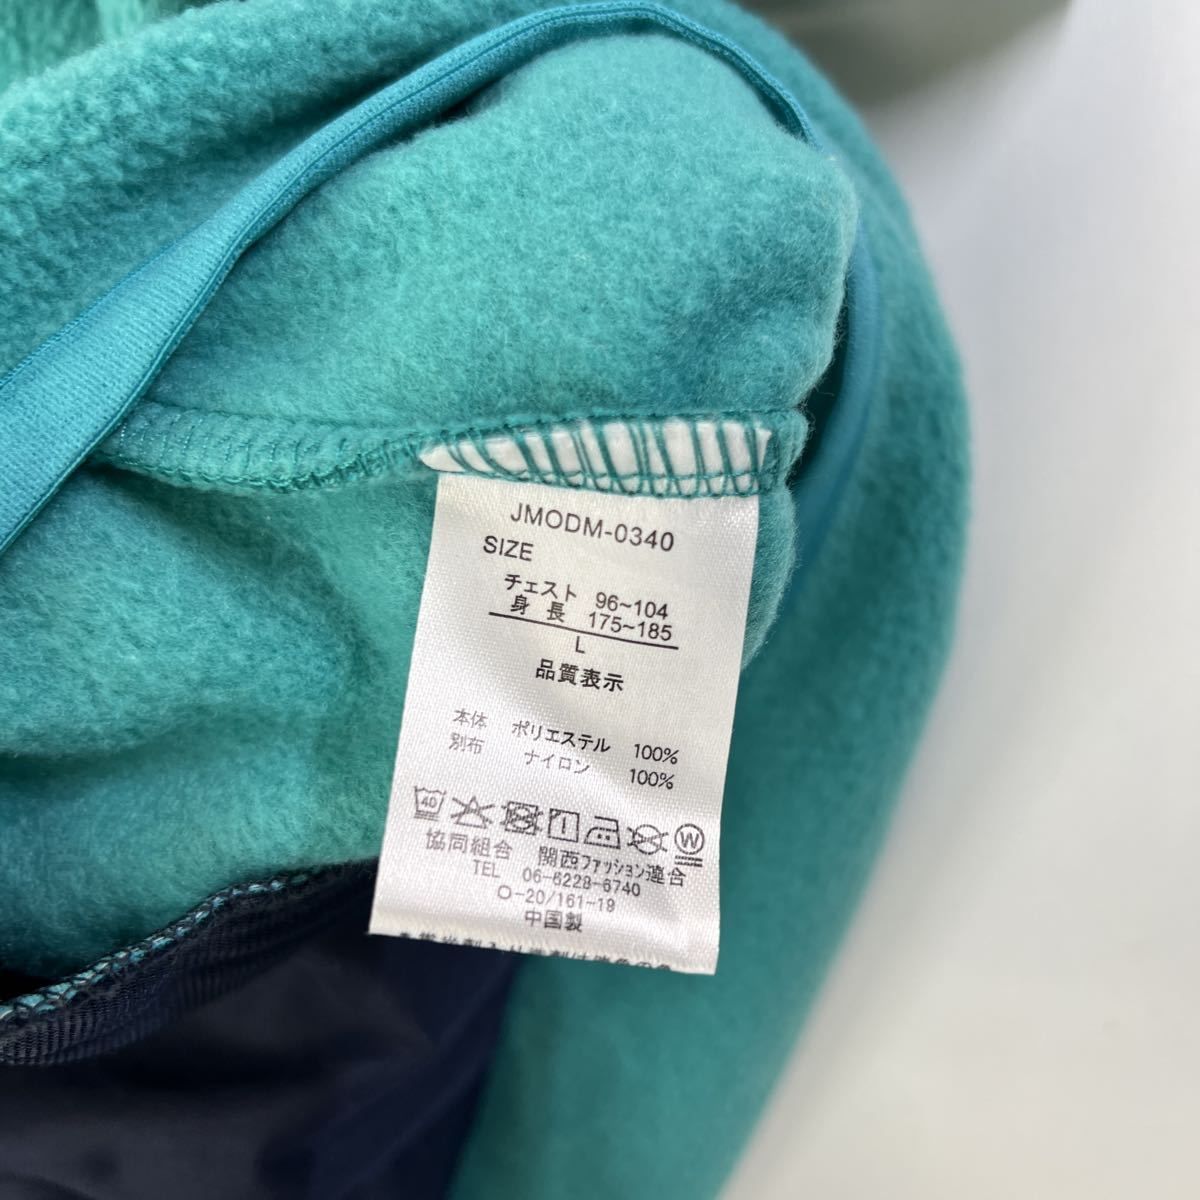 JMODM-0340
SIZE
チェスト 96~104
身長 175~185
L
品質表示
本体 ポリエステル 100%
別布 ナイロン 100%
40
W
協同組合 関西ファッション連合
TEL 06-6228-6740
O-20/161-19
中国製